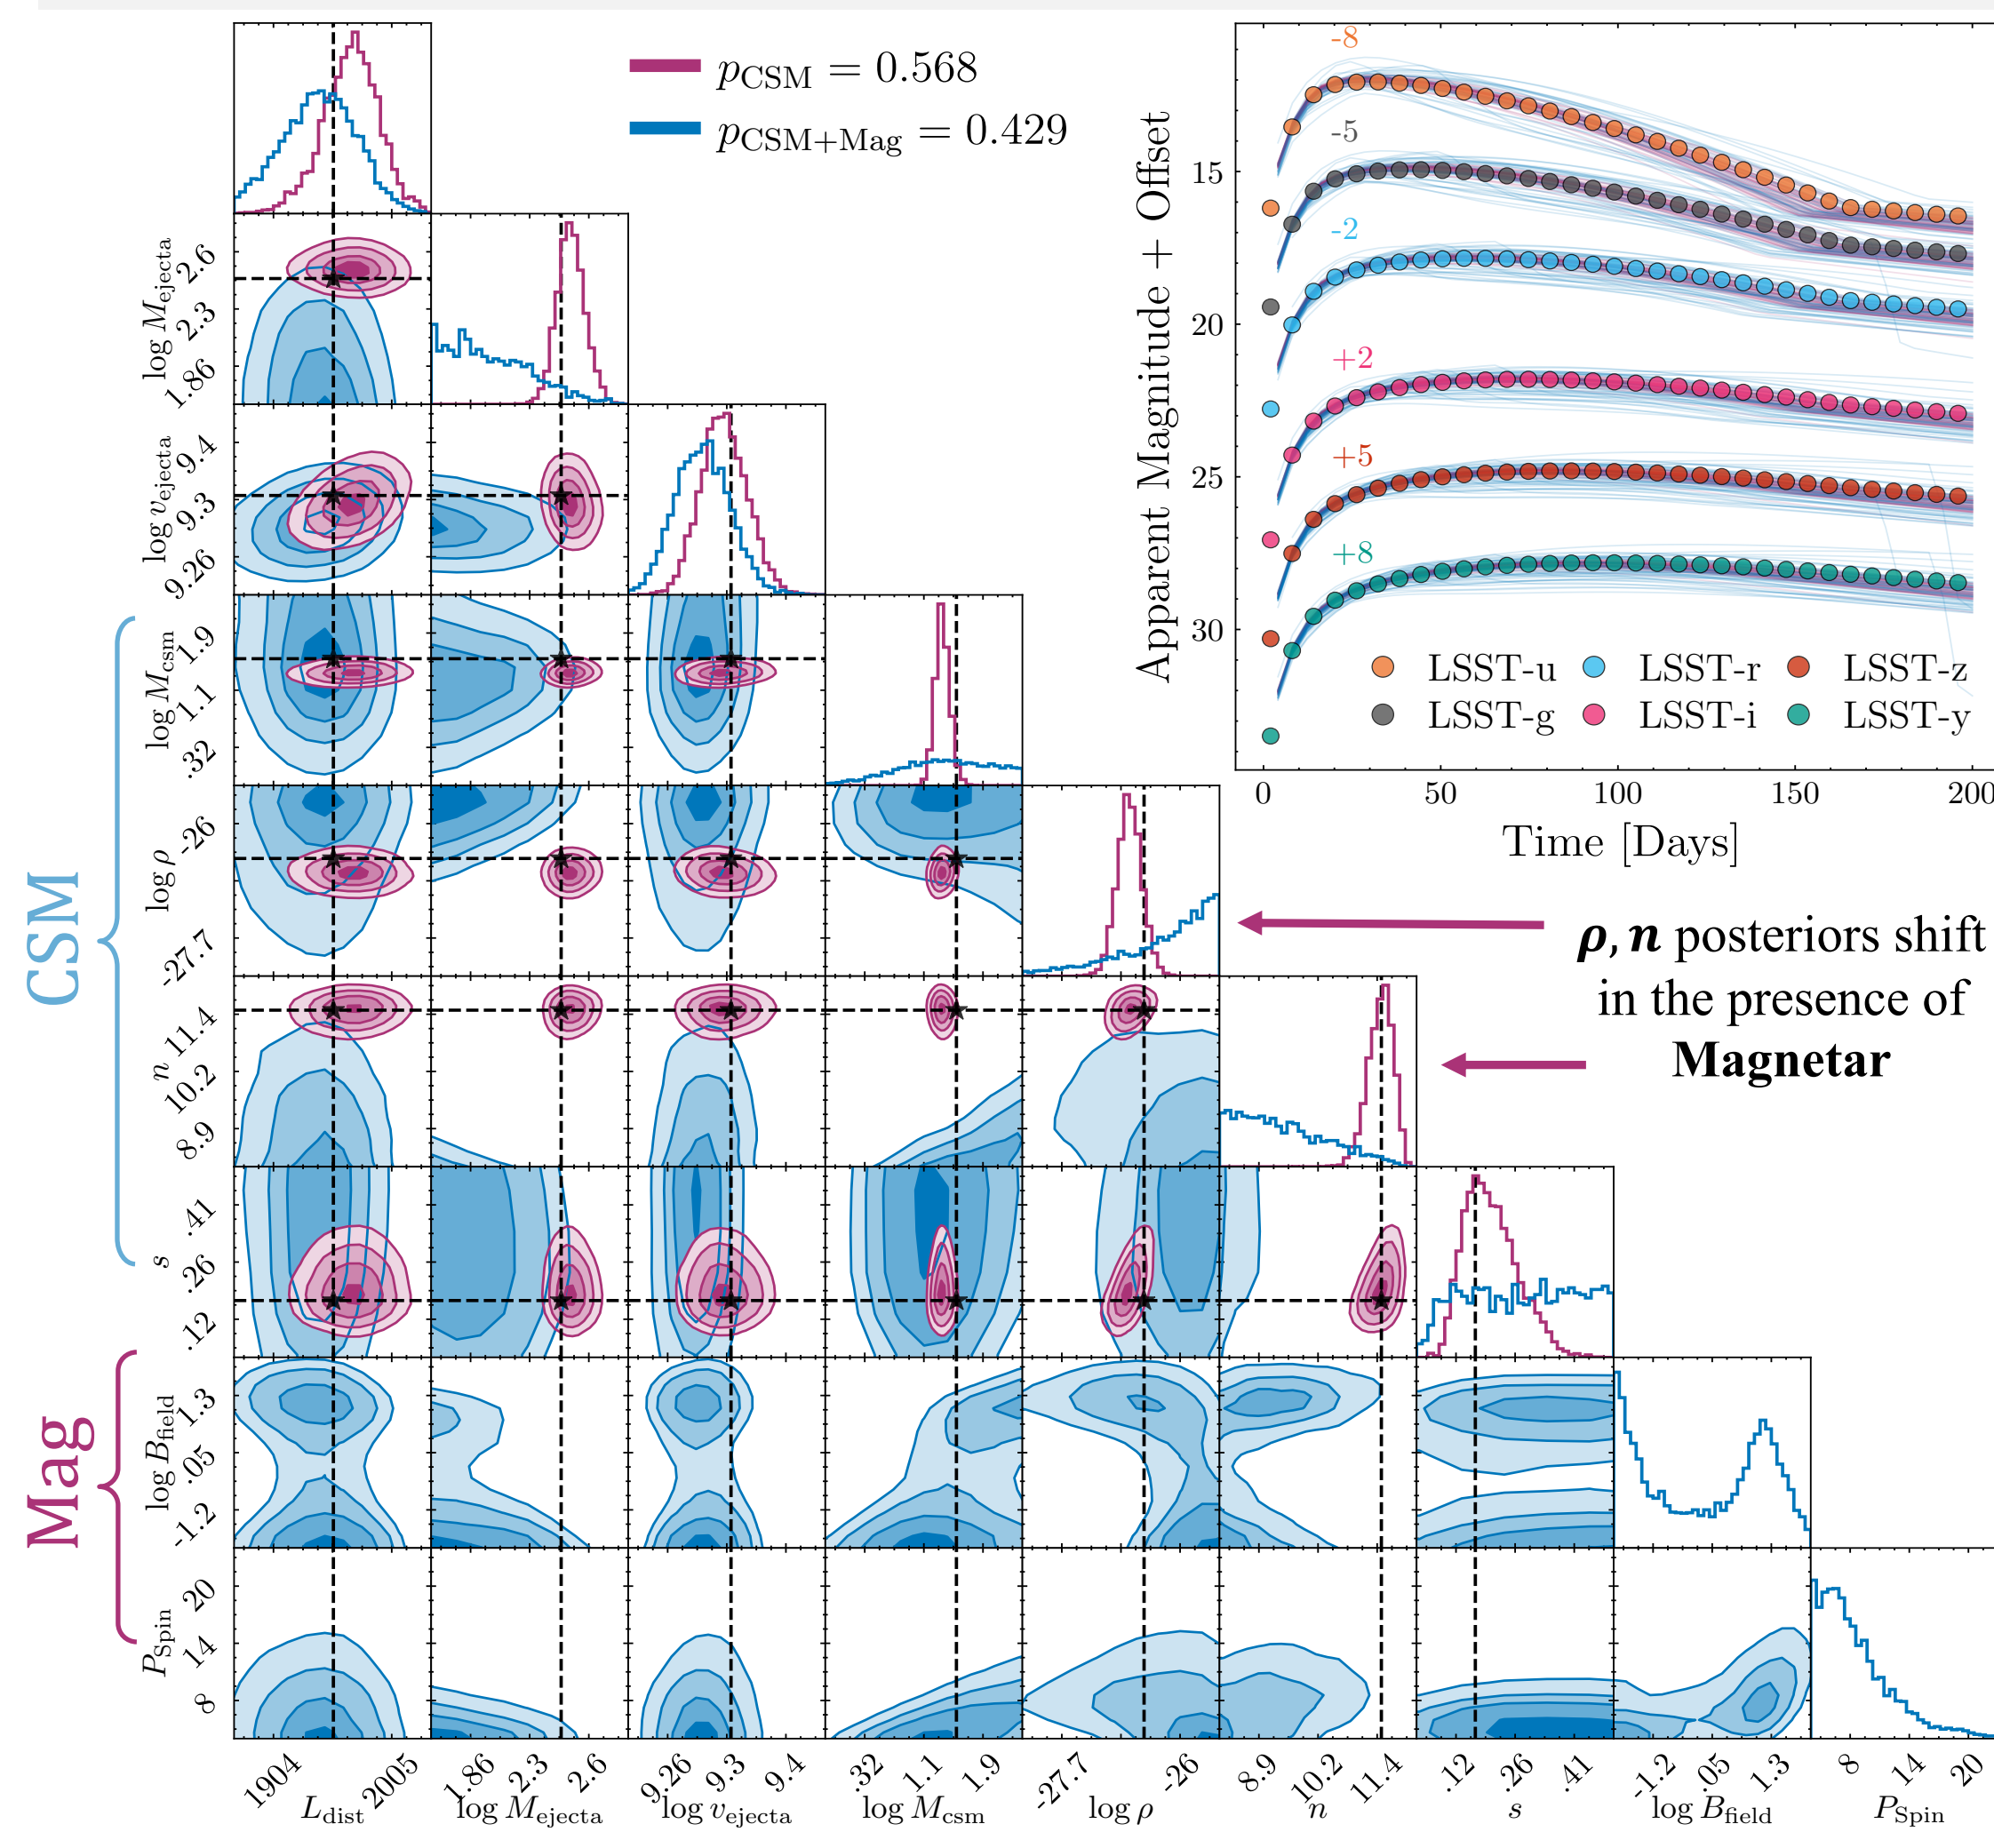 p_CSM = 0.568
p_CSM+Mag = 0.429
Apparent Magnitude + Offset
15
20
25
30
-8
-5
-2
+2
+5
+8
LSST-u LSST-r LSST-z
LSST-g LSST-i LSST-y
0 50 100 150 200
Time [Days]
ρ, n posteriors shift
in the presence of
Magnetar
CSM
Mag
log M_ejecta
2.6
2.3
1.86
log v_ejecta
9.4
9.3
9.26
log M_csm
1.9
1.1
.32
log ρ
-26
-27.7
n
11.4
10.2
8.9
s
.41
.26
.12
log B_field
1.3
.05
-1.2
P_Spin
20
14
8
1904 2005 1.86 2.3 2.6 9.26 9.3 9.4 .32 1.1 1.9 -27.7 -26 8.9 10.2 11.4 .12 .26 .41 -1.2 .05 1.3 8 14 20
L_dist log M_ejecta log v_ejecta log M_csm log ρ n s log B_field P_Spin